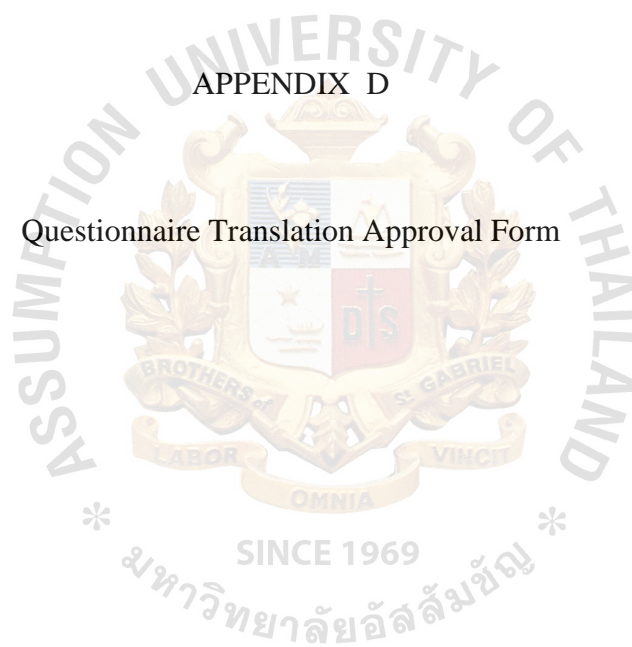 ASSUMPTION UNIVERSITY OF THAILAND
APPENDIX D
Questionnaire Translation Approval Form
A M
D S
BROTHERS of St GABRIEL
LABOR
OMNIA
VINCIT
SINCE 1969
* มหาวิทยาลัยอัสสัมชัญ *